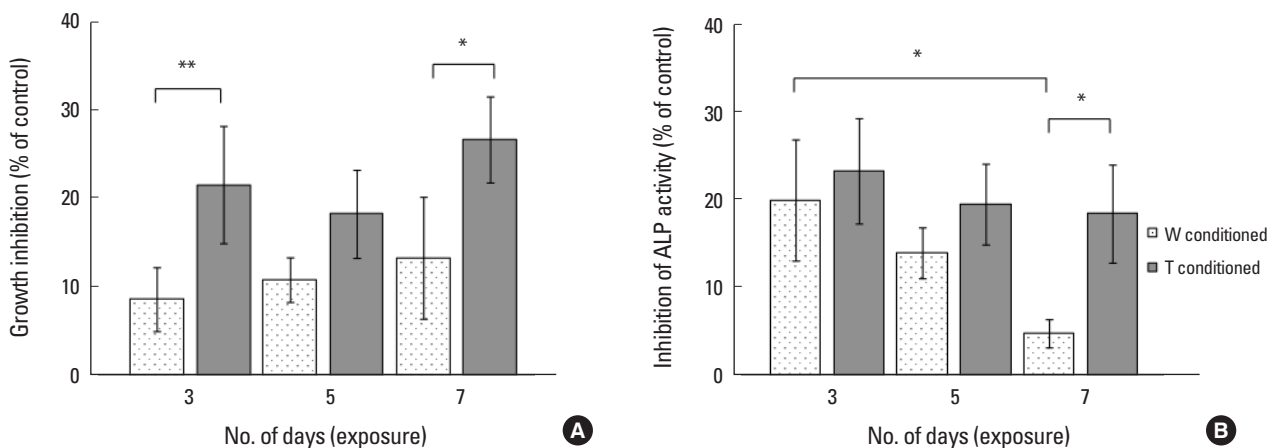 Growth inhibition (% of control)
40
30
20
10
0
**
*
3 5 7
No. of days (exposure)
A
Inhibition of ALP activity (% of control)
40
30
20
10
0
*
*
3 5 7
No. of days (exposure)
W conditioned
T conditioned
B